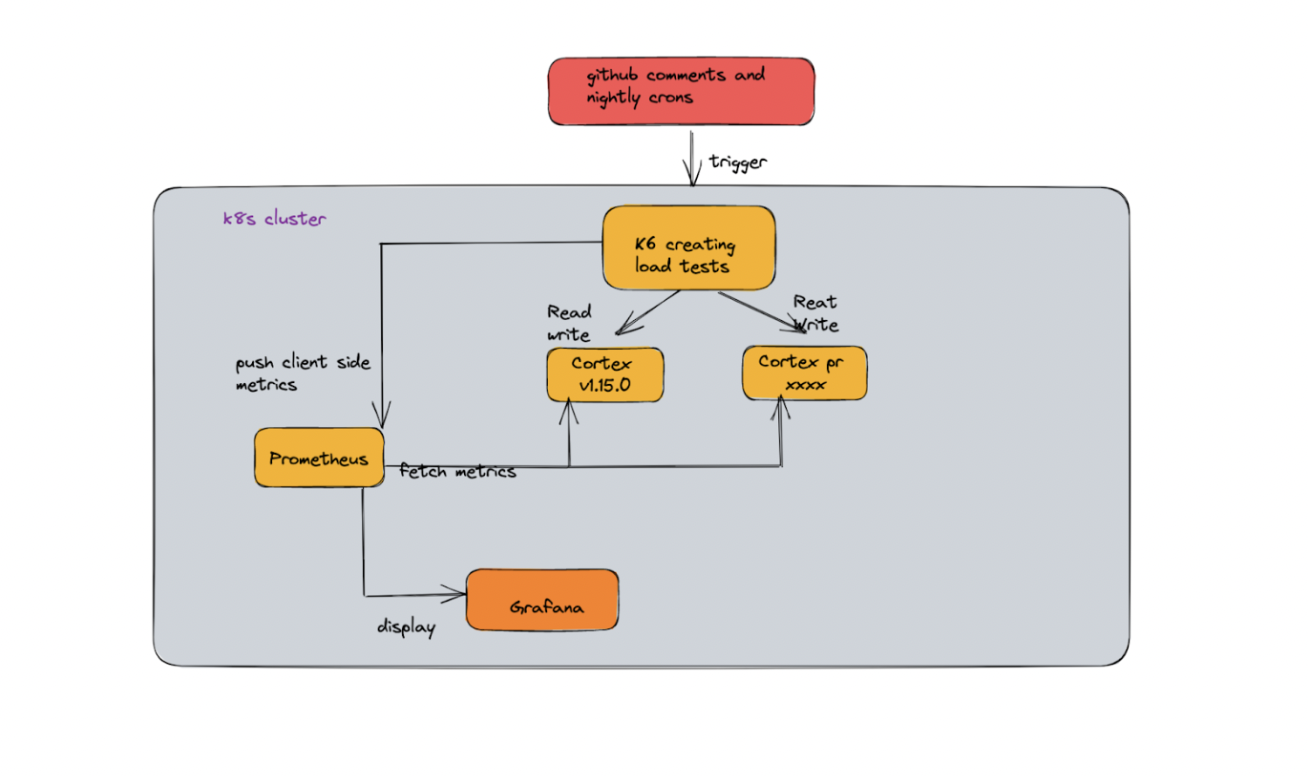 github comments and
nightly crons
trigger
k8s cluster
K6 creating
load tests
Read
write
Reat
Write
push client side
metrics
Cortex
v1.15.0
Cortex pr
xxxx
Prometheus
fetch metrics
Grafana
display